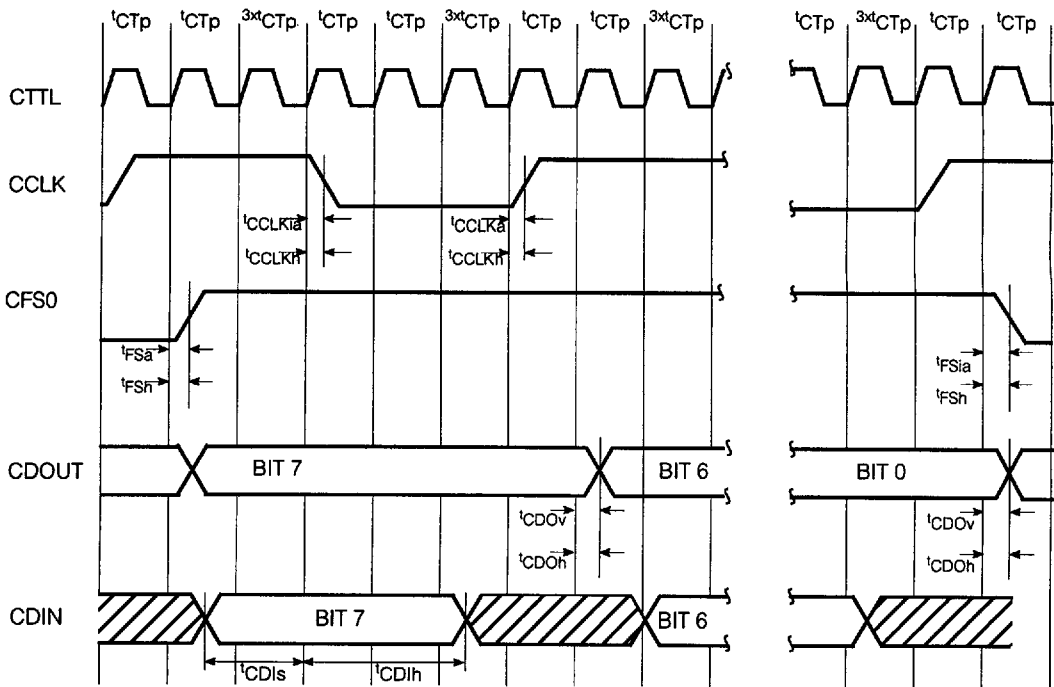 tCTp tCTp 3xtCTp tCTp tCTp 3xtCTp tCTp tCTp 3xtCTp tCTp 3xtCTp tCTp tCTp
CTTL
CCLK
tCCLKia tCCLKa
tCCLKh tCCLKh
CFS0
tFSa tFSia
tFSh tFSh
CDOUT BIT 7 BIT 6 BIT 0
tCDOv tCDOv
tCDOh tCDOh
CDIN BIT 7 BIT 6
tCDIs tCDIh